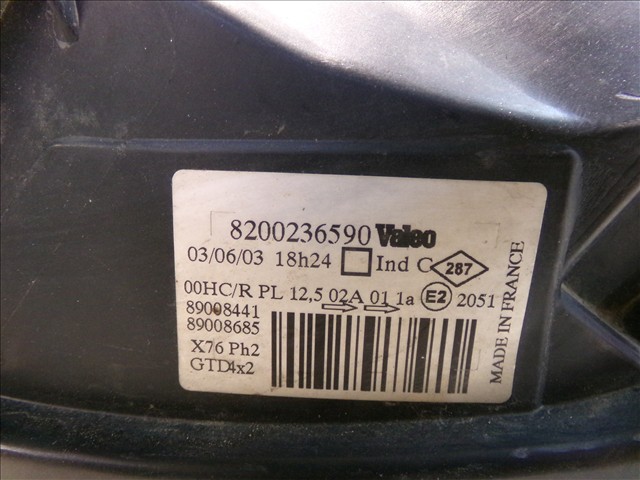 8200236590 Valeo
03/06/03 18h24 Ind C 287
00HC/R PL 12,5 02A 01 1a E2 2051
89008441
89008685
X76 Ph2
GTD4x2
MADE IN FRANCE